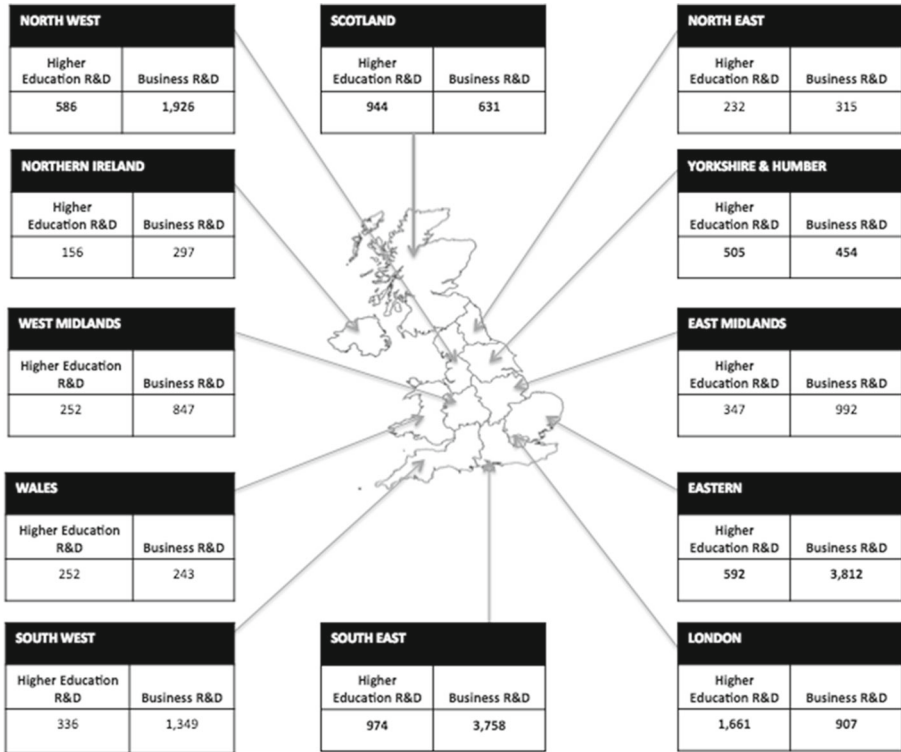 NORTH WEST
Higher
Education R&D Business R&D
586 1,926
SCOTLAND
Higher
Education R&D Business R&D
944 631
NORTH EAST
Higher
Education R&D Business R&D
232 315
NORTHERN IRELAND
Higher
Education R&D Business R&D
156 297
YORKSHIRE & HUMBER
Higher
Education R&D Business R&D
505 454
WEST MIDLANDS
Higher Education
R&D Business R&D
252 847
EAST MIDLANDS
Higher
Education R&D Business R&D
347 992
WALES
Higher Education
R&D Business R&D
252 243
EASTERN
Higher
Education R&D Business R&D
592 3,812
SOUTH WEST
Higher Education
R&D Business R&D
336 1,349
SOUTH EAST
Higher
Education R&D Business R&D
974 3,758
LONDON
Higher
Education R&D Business R&D
1,661 907